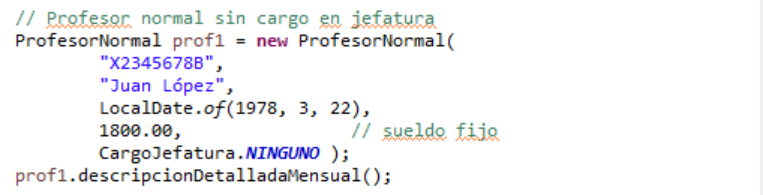 // Profesor normal sin cargo en jefatura
ProfesorNormal prof1 = new ProfesorNormal(
"X2345678B",
"Juan López",
LocalDate.of(1978, 3, 22),
1800.00, // sueldo fijo
CargoJefatura.NINGUNO );
prof1.descripcionDetalladaMensual();